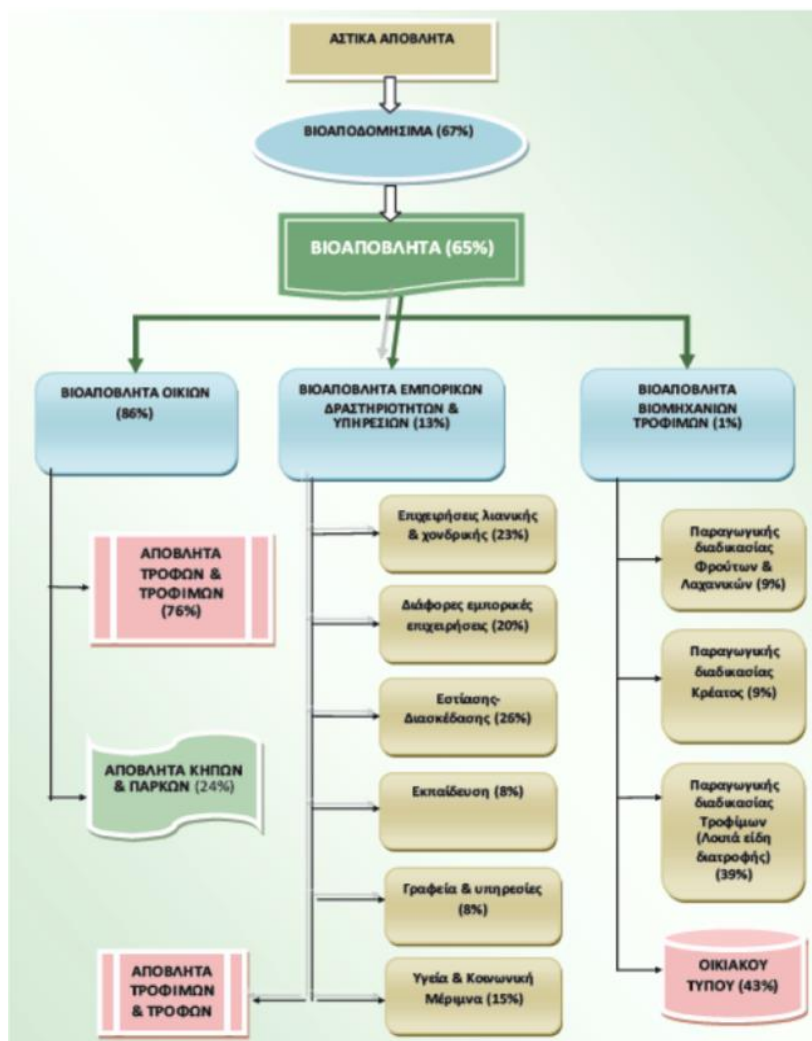 ΑΣΤΙΚΑ ΑΠΟΒΛΗΤΑ
ΒΙΟΑΠΟΔΟΜΗΣΙΜΑ (67%)
ΒΙΟΑΠΟΒΛΗΤΑ (65%)
ΒΙΟΑΠΟΒΛΗΤΑ ΟΙΚΙΩΝ
(86%)
ΑΠΟΒΛΗΤΑ
ΤΡΟΦΩΝ &
ΤΡΟΦΙΜΩΝ
(76%)
ΑΠΟΒΛΗΤΑ ΚΗΠΩΝ
& ΠΑΡΚΩΝ (24%)
ΒΙΟΑΠΟΒΛΗΤΑ ΕΜΠΟΡΙΚΩΝ
ΔΡΑΣΤΗΡΙΟΤΗΤΩΝ &
ΥΠΗΡΕΣΙΩΝ (13%)
Επιχειρήσεις λιανικής
& χονδρικής (23%)
Διάφορες εμπορικές
επιχειρήσεις (20%)
Εστίασης-
Διασκέδασης (26%)
Εκπαίδευση (8%)
Γραφεία & υπηρεσίες
(8%)
Υγεία & Κοινωνική
Μέριμνα (15%)
ΑΠΟΒΛΗΤΑ
ΤΡΟΦΙΜΩΝ
& ΤΡΟΦΩΝ
ΒΙΟΑΠΟΒΛΗΤΑ
ΒΙΟΜΗΧΑΝΙΩΝ
ΤΡΟΦΙΜΩΝ (1%)
Παραγωγικής
διαδικασίας
Φρούτων &
Λαχανικών (9%)
Παραγωγικής
διαδικασίας
Κρέατος (9%)
Παραγωγικής
διαδικασίας
Τροφίμων
(Λοιπά είδη
διατροφής)
(39%)
ΟΙΚΙΑΚΟΥ
ΤΥΠΟΥ (43%)